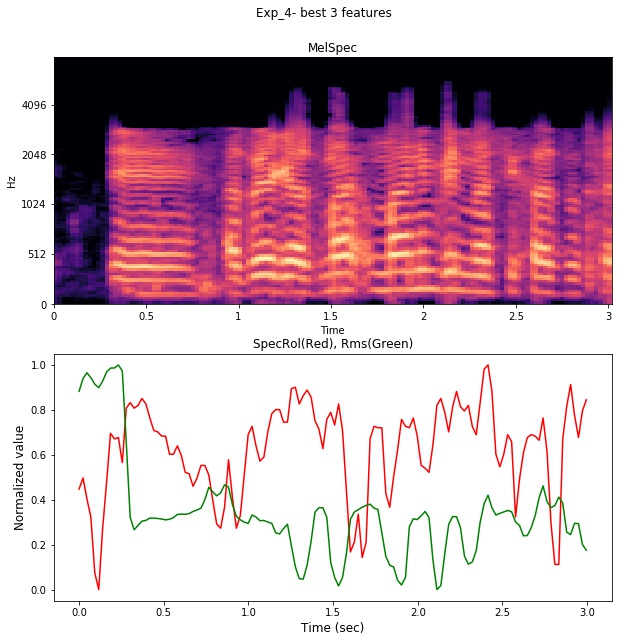 Exp_4- best 3 features
MelSpec
Hz
4096
2048
1024
512
0
0 0.5 1 1.5 2 2.5 3
Time
SpecRol(Red), Rms(Green)
Normalized value
1.0
0.8
0.6
0.4
0.2
0.0
0.0 0.5 1.0 1.5 2.0 2.5 3.0
Time (sec)